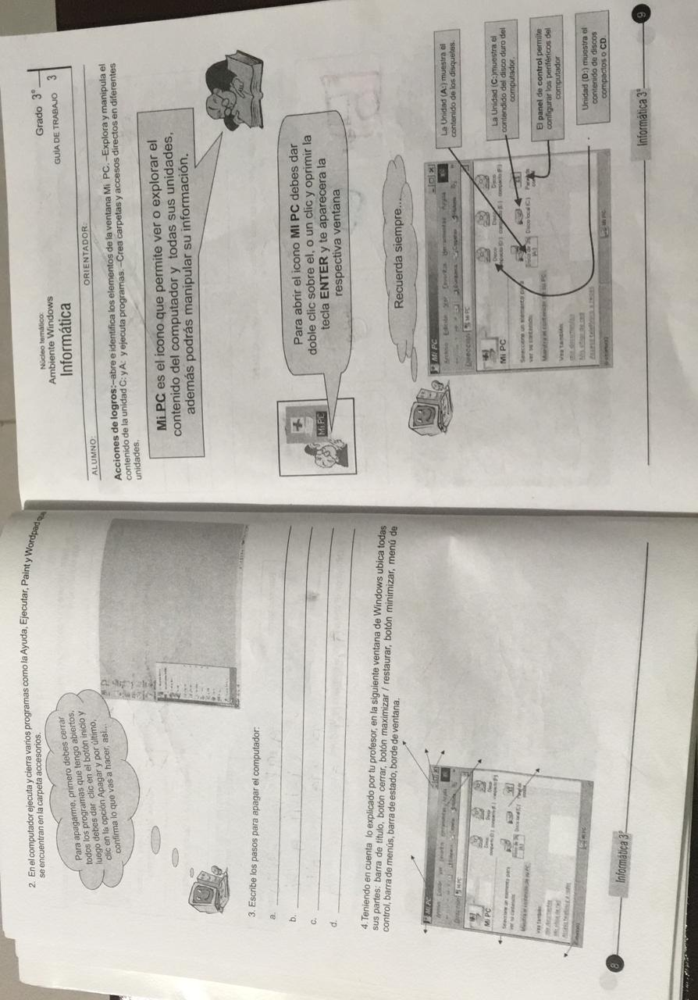 2. En el computador ejecuta y cierra varios programas como la Ayuda, Ejecutar, Paint y Wordpad que
se encuentran en la carpeta accesorios.
Para apagarme, primero debes cerrar
todos los programas que tengo abiertos,
luego debes dar clic en el botón inicio y
clic en la opción Apagar y por último,
confirma lo que vas a hacer, así...
3. Escribe los pasos para apagar el computador:
a.
b.
c.
d.
4.Teniendo en cuenta lo explicado por tu profesor, en la siguiente ventana de Windows ubica todas
sus partes: barra de título, botón cerrar, botón maximizar / restaurar, botón minimizar, menú de
control, barra de menús, barra de estado, borde de ventana.
Mi PC
Mi PC
Seleccione un elemento para
ver su contenido.
Vea también:
8
Informática 3°
Núcleo temático:
Ambiente Windows
Informática
Grado 3°
GUÍA DE TRABAJO 3
ALUMNO:
ORIENTADOR:
Acciones de logros:–abre e identifica los elementos de la ventana Mi PC. –Explora y manipula el
contenido de la unidad C: y A: y ejecuta programas. –Crea carpetas y accesos directos en diferentes
unidades.
Mi PC es el icono que permite ver o explorar el
contenido del computador y todas sus unidades,
además podrás manipular su información.
Mi PC
Para abrir el icono MI PC debes dar
doble clic sobre el, o un clic y oprimir la
tecla ENTER y te aparecera la
respectiva ventana
Recuerda siempre...
Mi PC
Archivo Edición Ver Favoritos Herramientas Ayuda
Dirección Mi PC
Mi PC
Seleccione un elemento para
ver su contenido.
Muestra el contenido de su PC
Vea también:
Mis documentos
Mis sitios de red
Disco local (C:)
Mi PC
La Unidad (A:) muestra el
contenido de los disquetes.
La Unidad (C:)muestra el
contendido del disco duro del
computador.
El panel de control permite
configurar los periféricos del
computador
Unidad (D:) muestra el
contenido de discos
compactos o CD.
Informática 3°
9